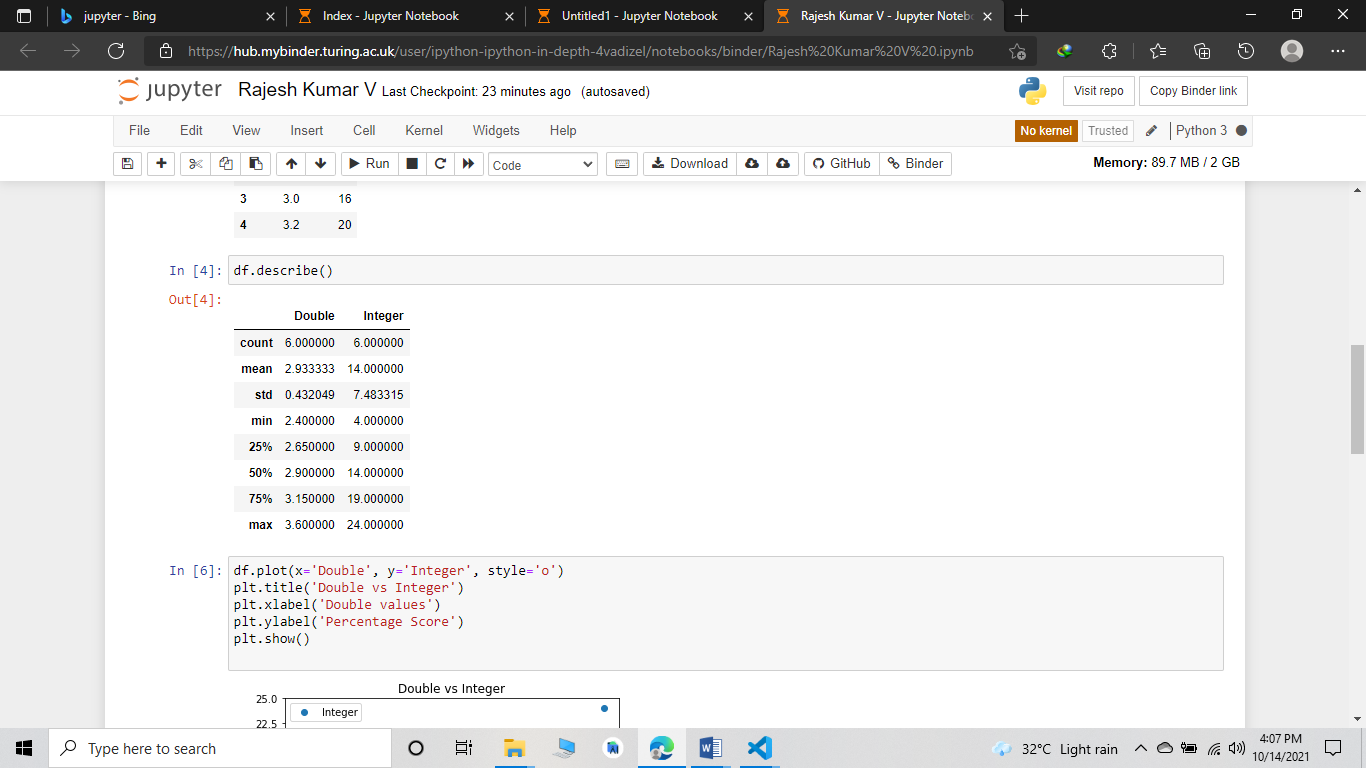 jupyter - Bing
Index - Jupyter Notebook
Untitled1 - Jupyter Notebook
Rajesh Kumar V - Jupyter Notebo
https://hub.mybinder.turing.ac.uk/user/ipython-ipython-in-depth-4vadizel/notebooks/binder/Rajesh%20Kumar%20V%20.ipynb
jupyter Rajesh Kumar V Last Checkpoint: 23 minutes ago (autosaved)
Visit repo Copy Binder link
File Edit View Insert Cell Kernel Widgets Help
No kernel Trusted Python 3
Run Code Download GitHub Binder
Memory: 89.7 MB / 2 GB
3 3.0 16
4 3.2 20
In [4]: df.describe()
Out[4]:
Double Integer
count 6.000000 6.000000
mean 2.933333 14.000000
std 0.432049 7.483315
min 2.400000 4.000000
25% 2.650000 9.000000
50% 2.900000 14.000000
75% 3.150000 19.000000
max 3.600000 24.000000
In [6]: df.plot(x='Double', y='Integer', style='o')
plt.title('Double vs Integer')
plt.xlabel('Double values')
plt.ylabel('Percentage Score')
plt.show()
Double vs Integer
25.0
Integer
22.5
Type here to search
32°C Light rain
4:07 PM
10/14/2021